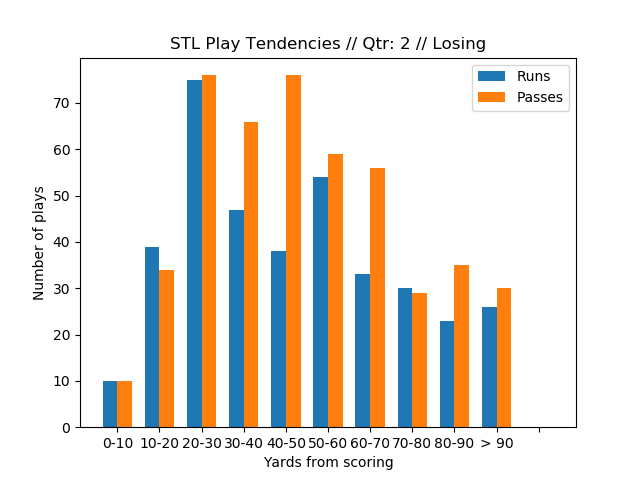 STL Play Tendencies // Qtr: 2 // Losing
Runs
Passes
Number of plays
70
60
50
40
30
20
10
0
0-10 10-20 20-30 30-40 40-50 50-60 60-70 70-80 80-90 > 90
Yards from scoring